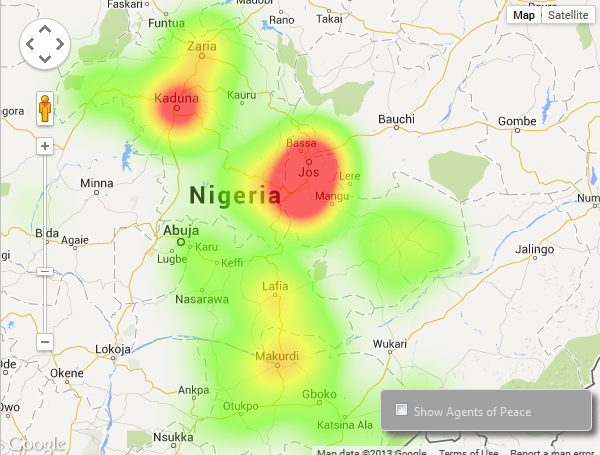 Faskari
Madobi
Funtua
Rano
Takai
Map
Satellite
Zaria
Kaduna
Kauru
Bauchi
Gombe
Bassa
Jos
Lere
Mangu
Minna
Nigeria
Abuja
Bida
Agaie
Karu
Lugbe
Keffi
Jalingo
Nasarawa
Lafia
Lokoja
Makurdi
Wukari
Okene
Ankpa
Gboko
Otukpo
Katsina Ala
Nsukka
Show Agents of Peace
Google
Map data ©2013 Google
Terms of Use
Report a map error